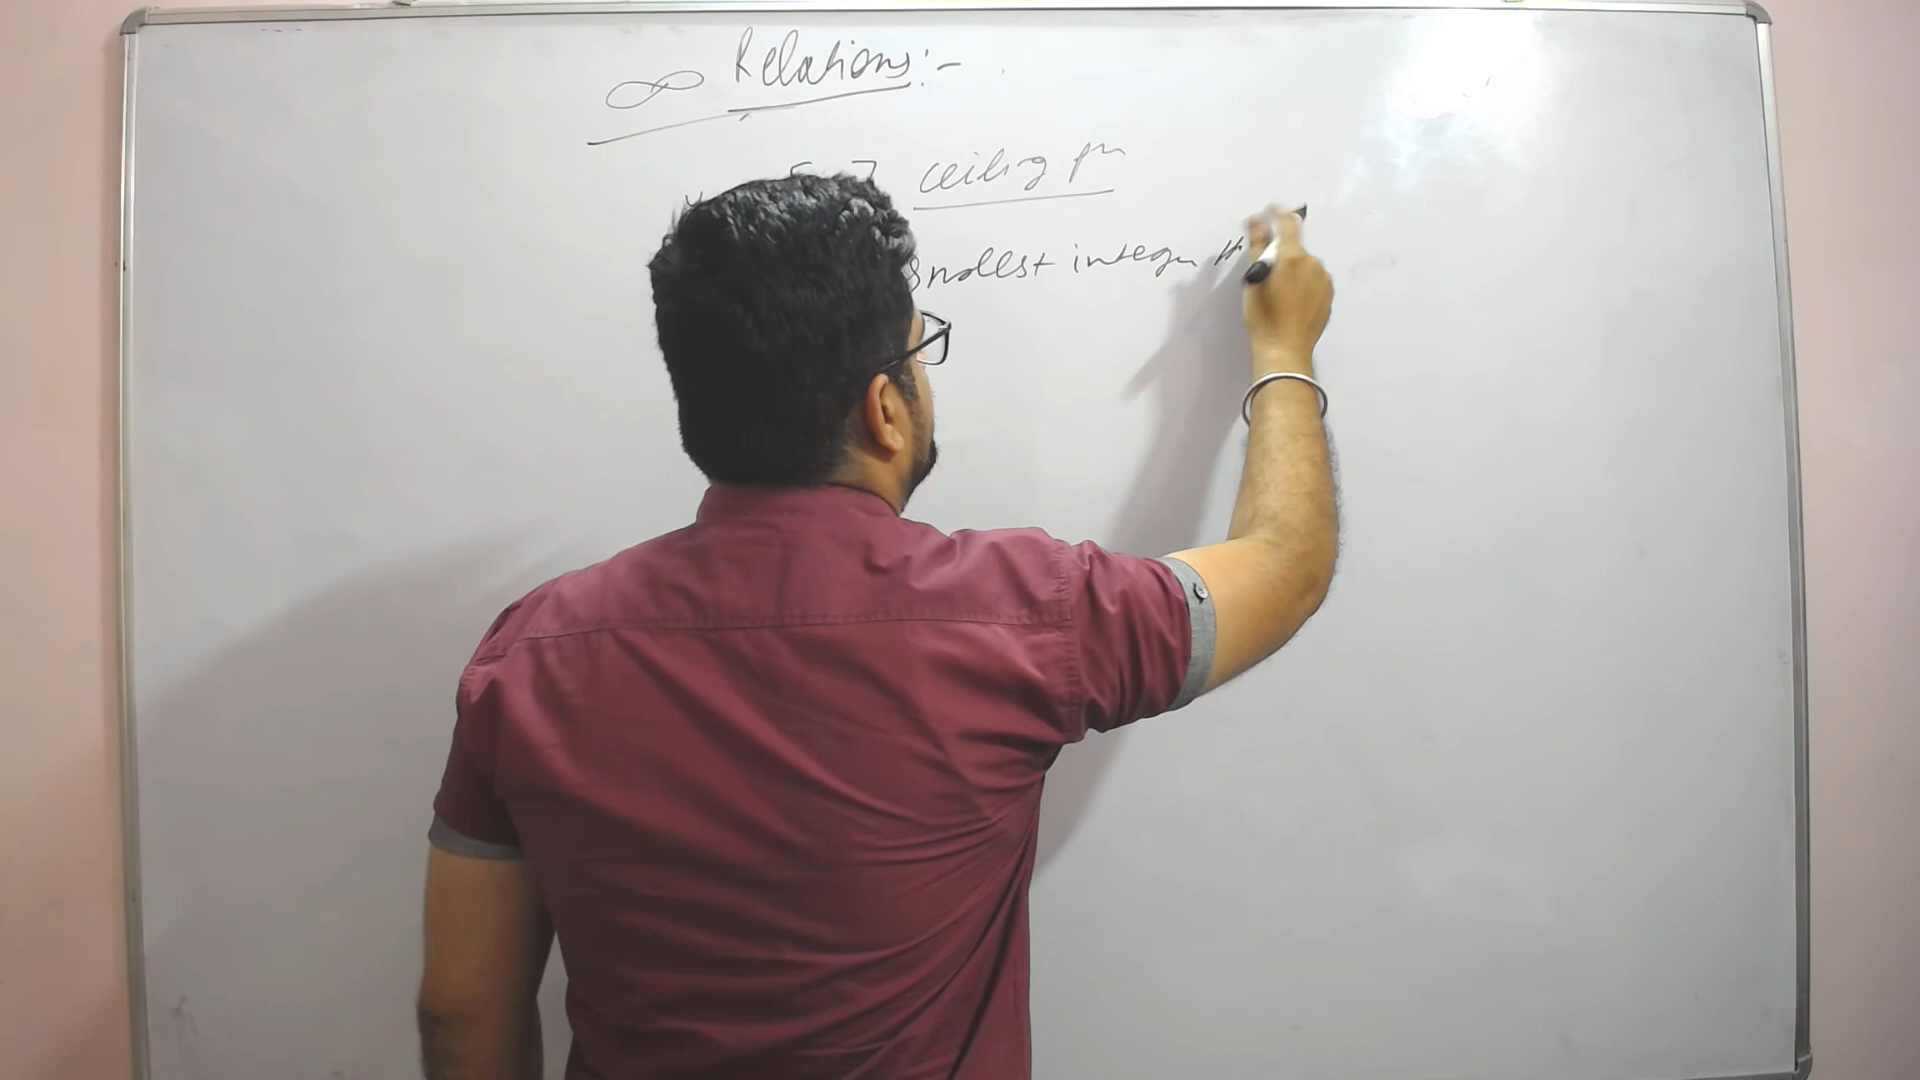 ∞ Relations:-
ceiling fn
smallest integer